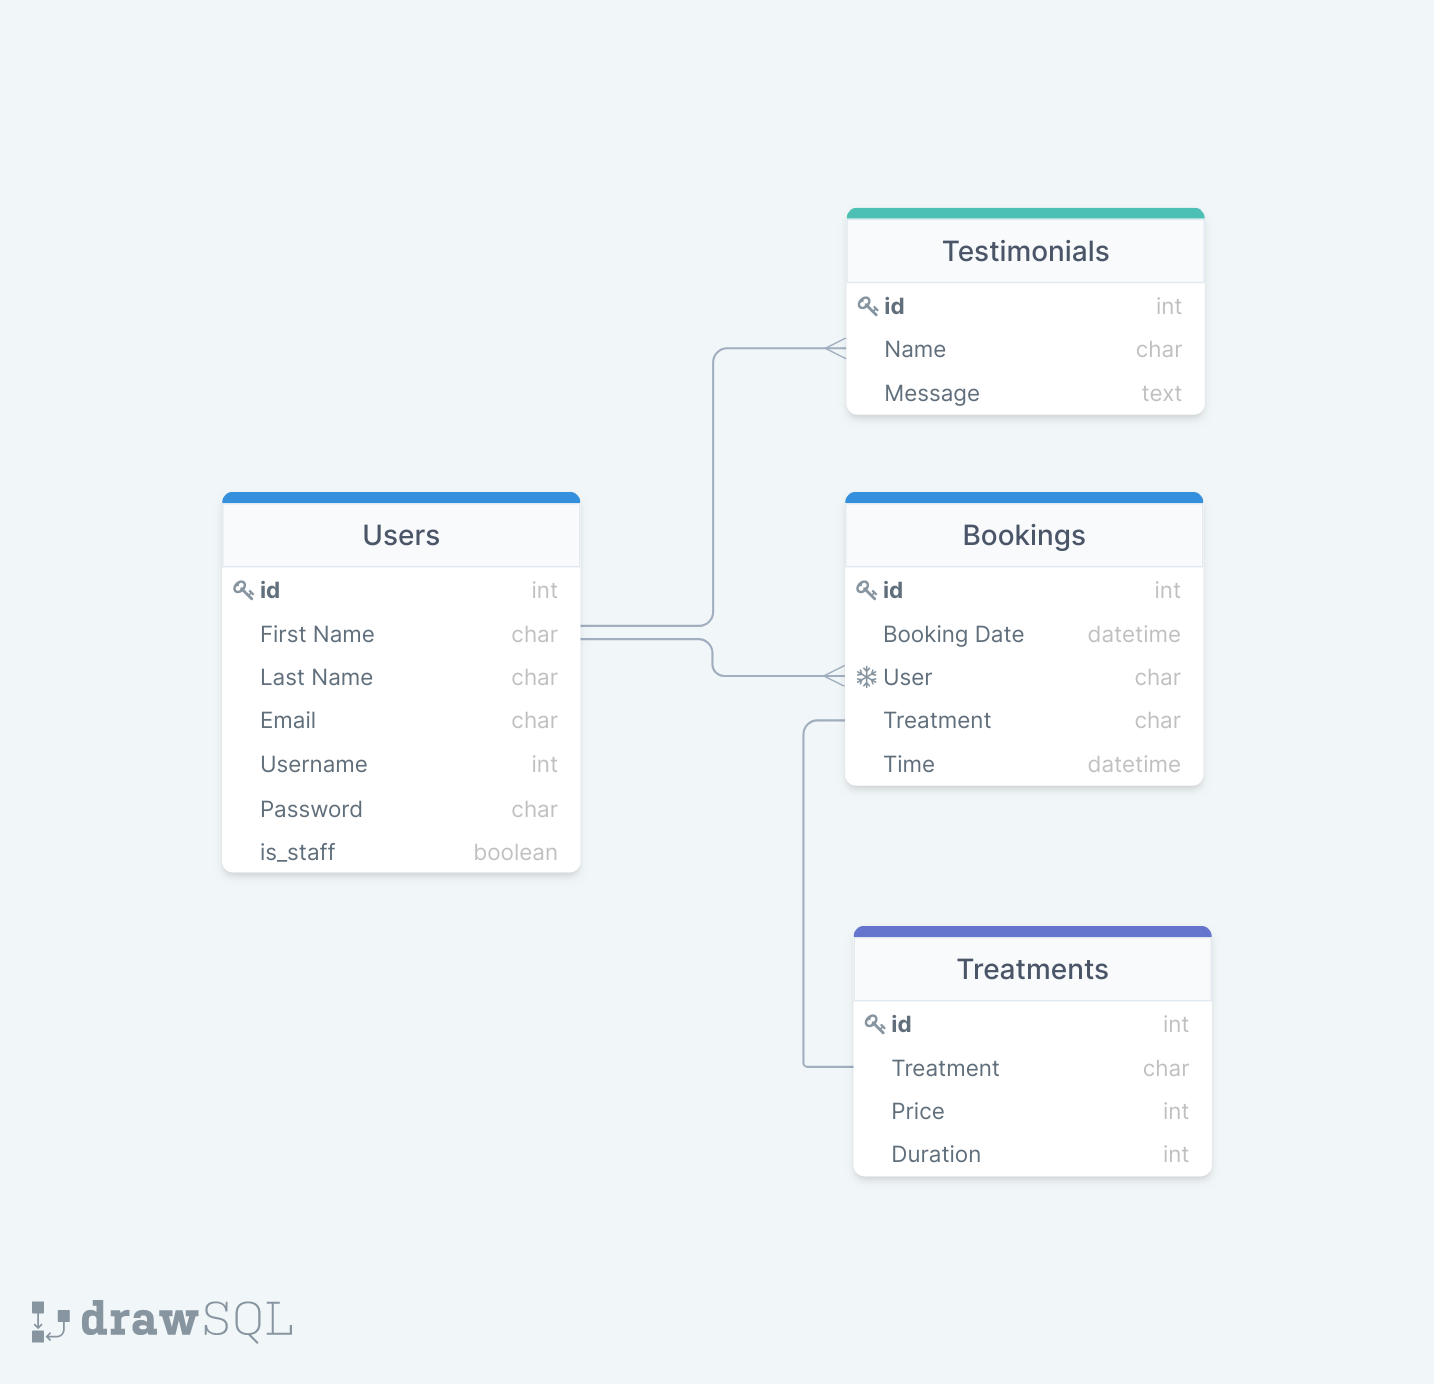 Testimonials
id int
Name char
Message text
Users
id int
First Name char
Last Name char
Email char
Username int
Password char
is_staff boolean
Bookings
id int
Booking Date datetime
User char
Treatment char
Time datetime
Treatments
id int
Treatment char
Price int
Duration int
drawSQL